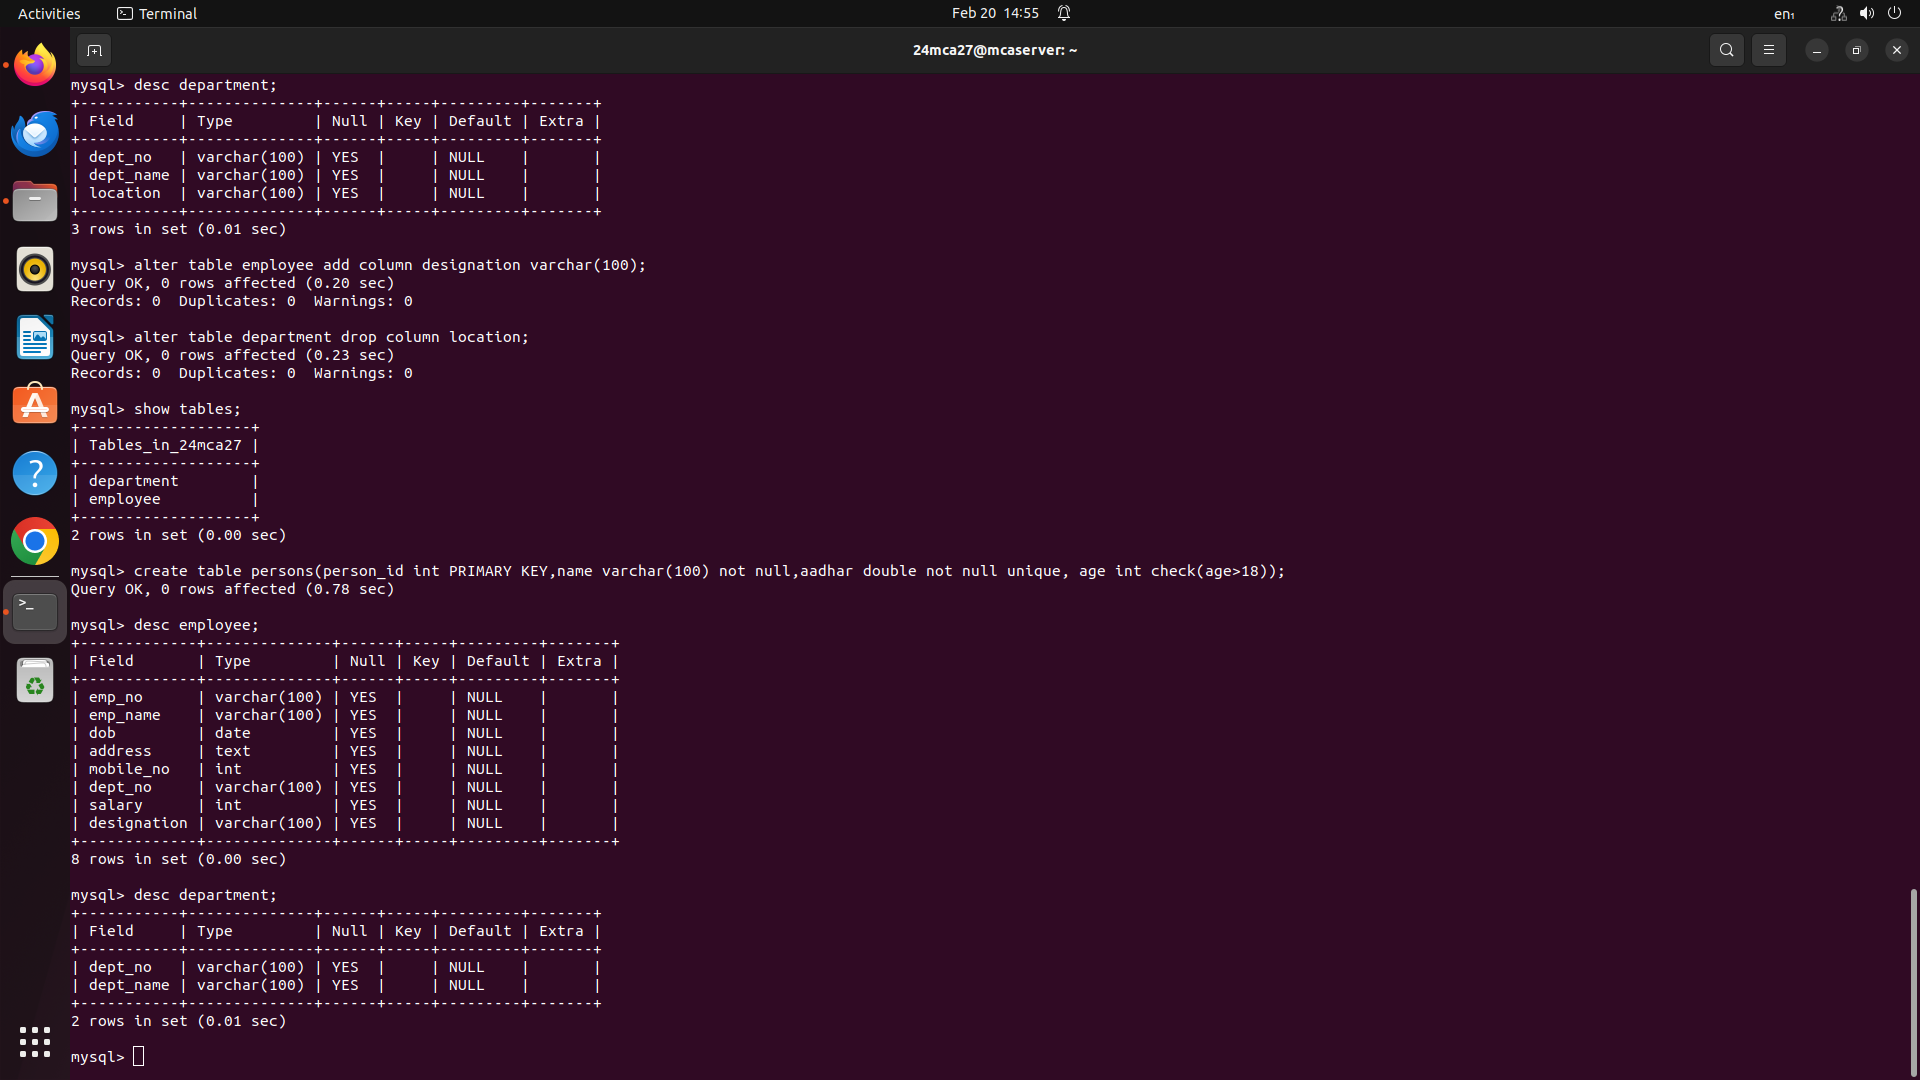 Activities
Terminal
Feb 20 14:55
en₁
24mca27@mcaserver: ~
mysql> desc department;
+-----------+--------------+------+-----+---------+-------+
| Field     | Type         | Null | Key | Default | Extra |
+-----------+--------------+------+-----+---------+-------+
| dept_no   | varchar(100) | YES  |     | NULL    |       |
| dept_name | varchar(100) | YES  |     | NULL    |       |
| location  | varchar(100) | YES  |     | NULL    |       |
+-----------+--------------+------+-----+---------+-------+
3 rows in set (0.01 sec)
mysql> alter table employee add column designation varchar(100);
Query OK, 0 rows affected (0.20 sec)
Records: 0  Duplicates: 0  Warnings: 0
mysql> alter table department drop column location;
Query OK, 0 rows affected (0.23 sec)
Records: 0  Duplicates: 0  Warnings: 0
mysql> show tables;
+-------------------+
| Tables_in_24mca27 |
+-------------------+
| department        |
| employee          |
+-------------------+
2 rows in set (0.00 sec)
mysql> create table persons(person_id int PRIMARY KEY,name varchar(100) not null,aadhar double not null unique, age int check(age>18));
Query OK, 0 rows affected (0.78 sec)
mysql> desc employee;
+-------------+--------------+------+-----+---------+-------+
| Field       | Type         | Null | Key | Default | Extra |
+-------------+--------------+------+-----+---------+-------+
| emp_no      | varchar(100) | YES  |     | NULL    |       |
| emp_name    | varchar(100) | YES  |     | NULL    |       |
| dob         | date         | YES  |     | NULL    |       |
| address     | text         | YES  |     | NULL    |       |
| mobile_no   | int          | YES  |     | NULL    |       |
| dept_no     | varchar(100) | YES  |     | NULL    |       |
| salary      | int          | YES  |     | NULL    |       |
| designation | varchar(100) | YES  |     | NULL    |       |
+-------------+--------------+------+-----+---------+-------+
8 rows in set (0.00 sec)
mysql> desc department;
+-----------+--------------+------+-----+---------+-------+
| Field     | Type         | Null | Key | Default | Extra |
+-----------+--------------+------+-----+---------+-------+
| dept_no   | varchar(100) | YES  |     | NULL    |       |
| dept_name | varchar(100) | YES  |     | NULL    |       |
+-----------+--------------+------+-----+---------+-------+
2 rows in set (0.01 sec)
mysql>